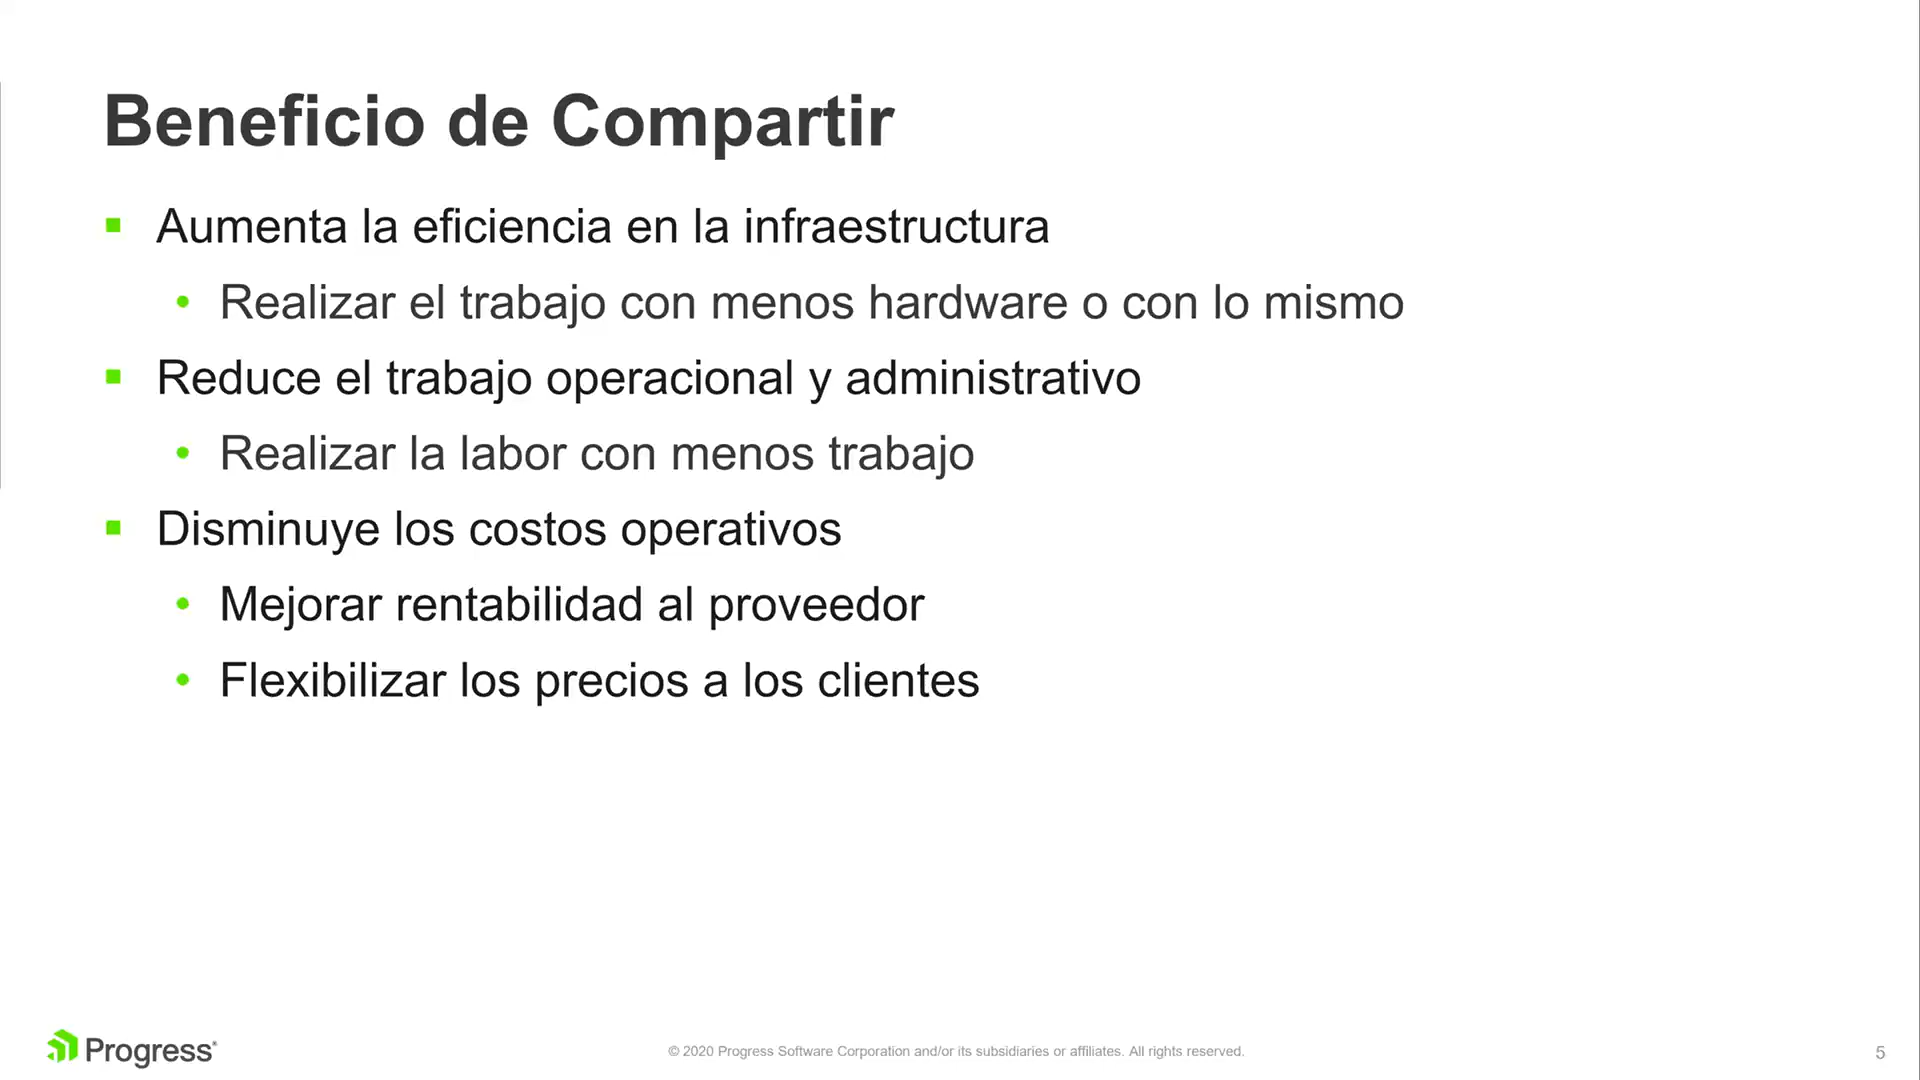 Beneficio de Compartir
▪ Aumenta la eficiencia en la infraestructura
• Realizar el trabajo con menos hardware o con lo mismo
▪ Reduce el trabajo operacional y administrativo
• Realizar la labor con menos trabajo
▪ Disminuye los costos operativos
• Mejorar rentabilidad al proveedor
• Flexibilizar los precios a los clientes
Progress®
© 2020 Progress Software Corporation and/or its subsidiaries or affiliates. All rights reserved.
5